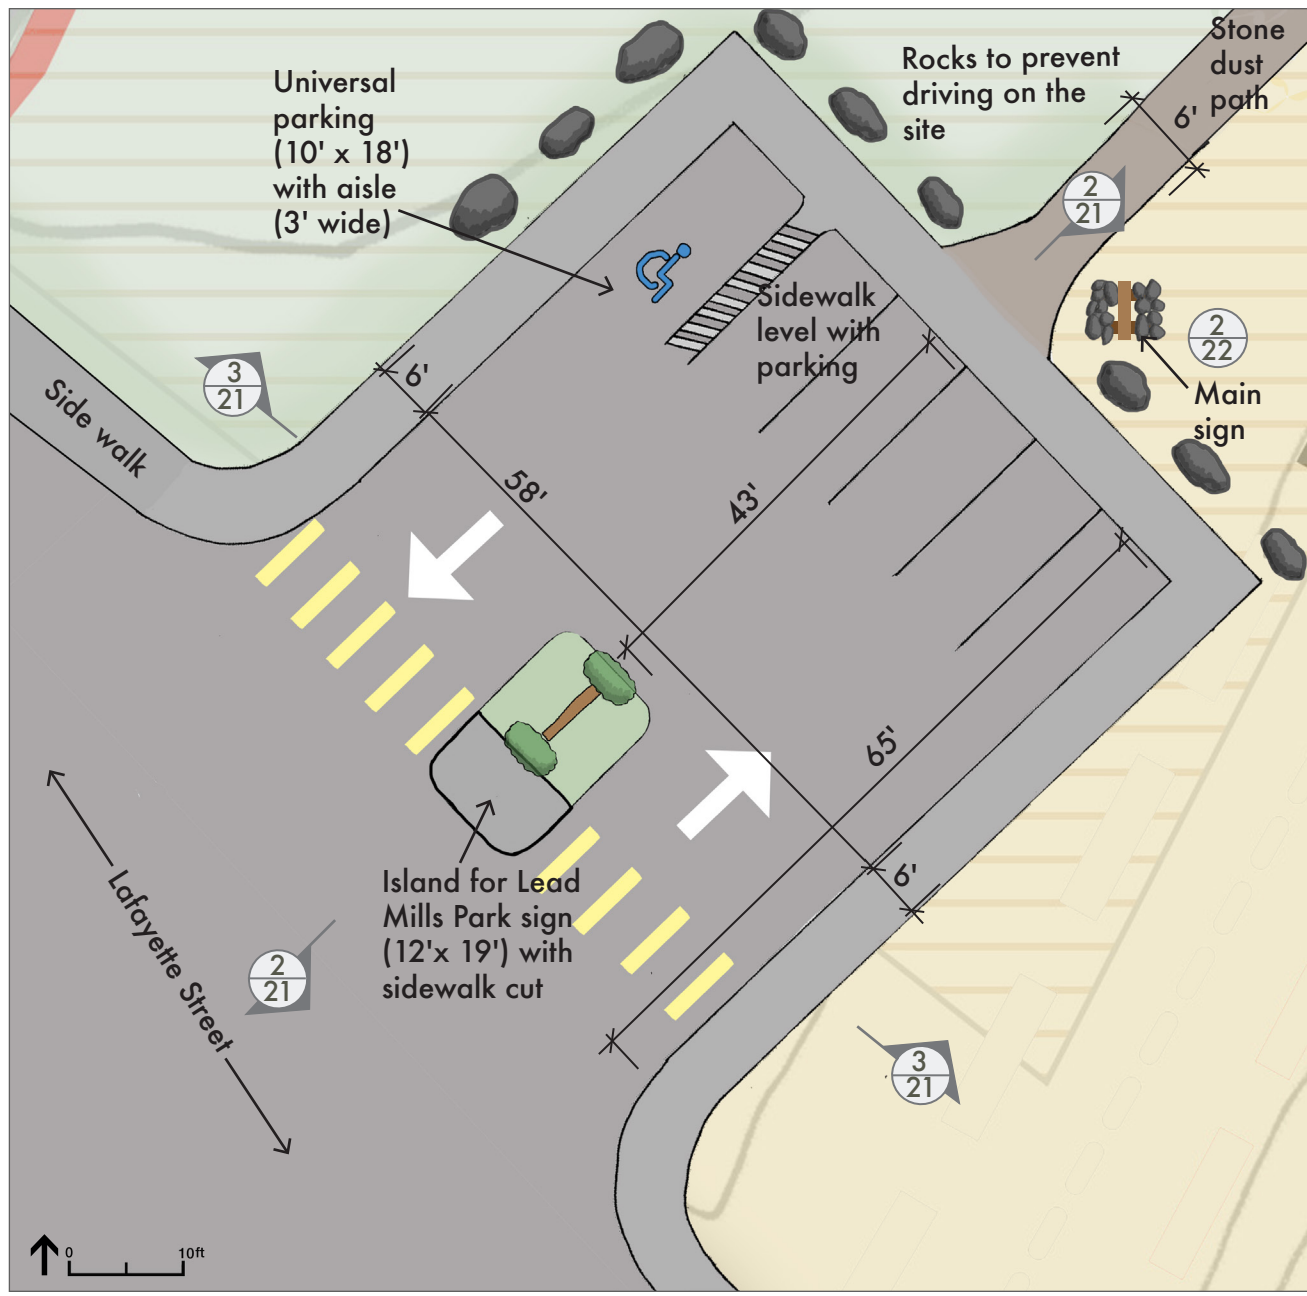 Stone
dust
path
Rocks to prevent
driving on the
site
6'
Universal
parking
(10' x 18')
with aisle
(3' wide)
2
21
Sidewalk
level with
parking
2
22
Main
sign
3
21
6'
Side walk
58'
43'
65'
6'
Island for Lead
Mills Park sign
(12'x 19') with
sidewalk cut
Lafayette Street
2
21
3
21
0
10ft